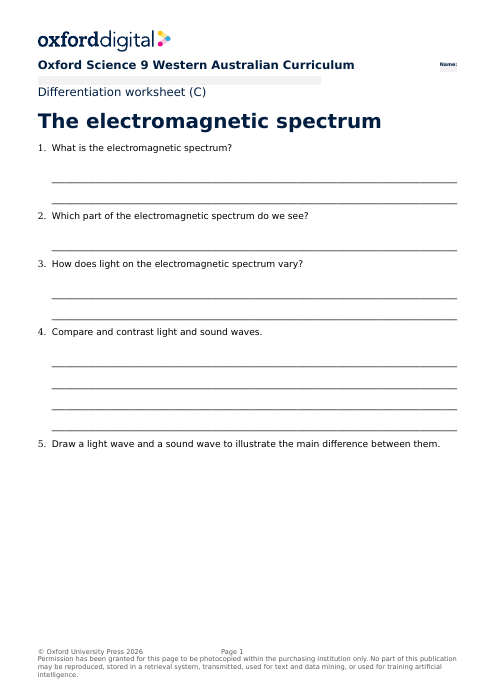 oxforddigital
Oxford Science 9 Western Australian Curriculum
Name:
Differentiation worksheet (C)
The electromagnetic spectrum
1. What is the electromagnetic spectrum?
2. Which part of the electromagnetic spectrum do we see?
3. How does light on the electromagnetic spectrum vary?
4. Compare and contrast light and sound waves.
5. Draw a light wave and a sound wave to illustrate the main difference between them.
© Oxford University Press 2026 Page 1
Permission has been granted for this page to be photocopied within the purchasing institution only. No part of this publication
may be reproduced, stored in a retrieval system, transmitted, used for text and data mining, or used for training artificial
intelligence.